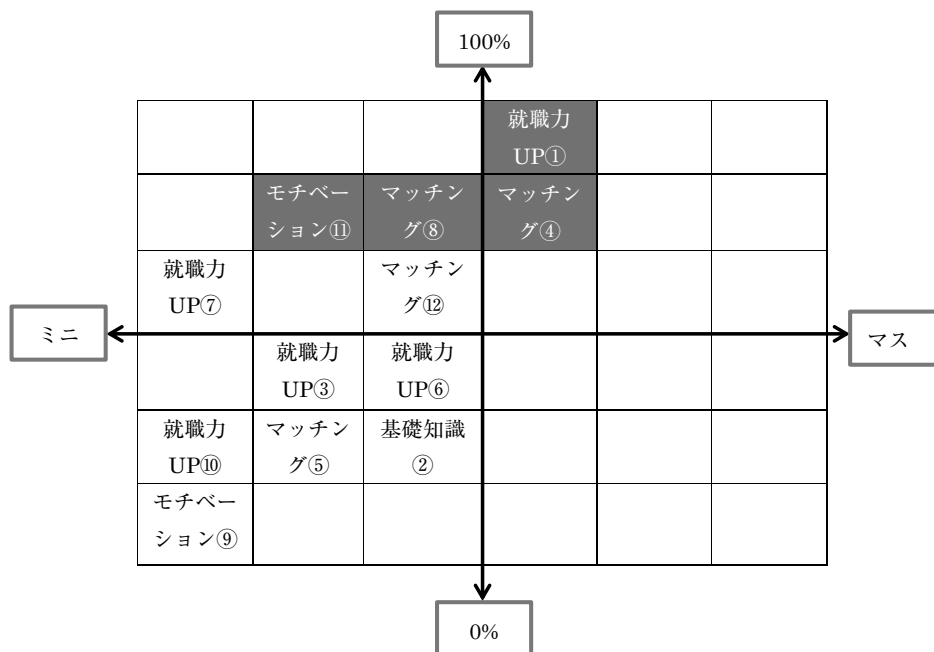 100%
就職力
UP①
モチベー
ション⑪
マッチン
グ⑧
マッチン
グ④
就職力
UP⑦
マッチン
グ⑫
ミニ
マス
就職力
UP③
就職力
UP⑥
就職力
UP⑩
マッチン
グ⑤
基礎知識
②
モチベー
ション⑨
0%